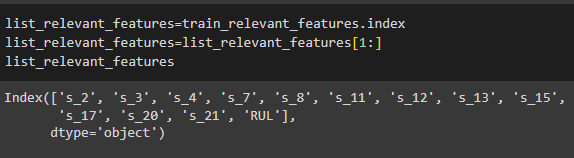 list_relevant_features=train_relevant_features.index
list_relevant_features=list_relevant_features[1:]
list_relevant_features
Index(['s_2', 's_3', 's_4', 's_7', 's_8', 's_11', 's_12', 's_13', 's_15',
       's_17', 's_20', 's_21', 'RUL'],
      dtype='object')